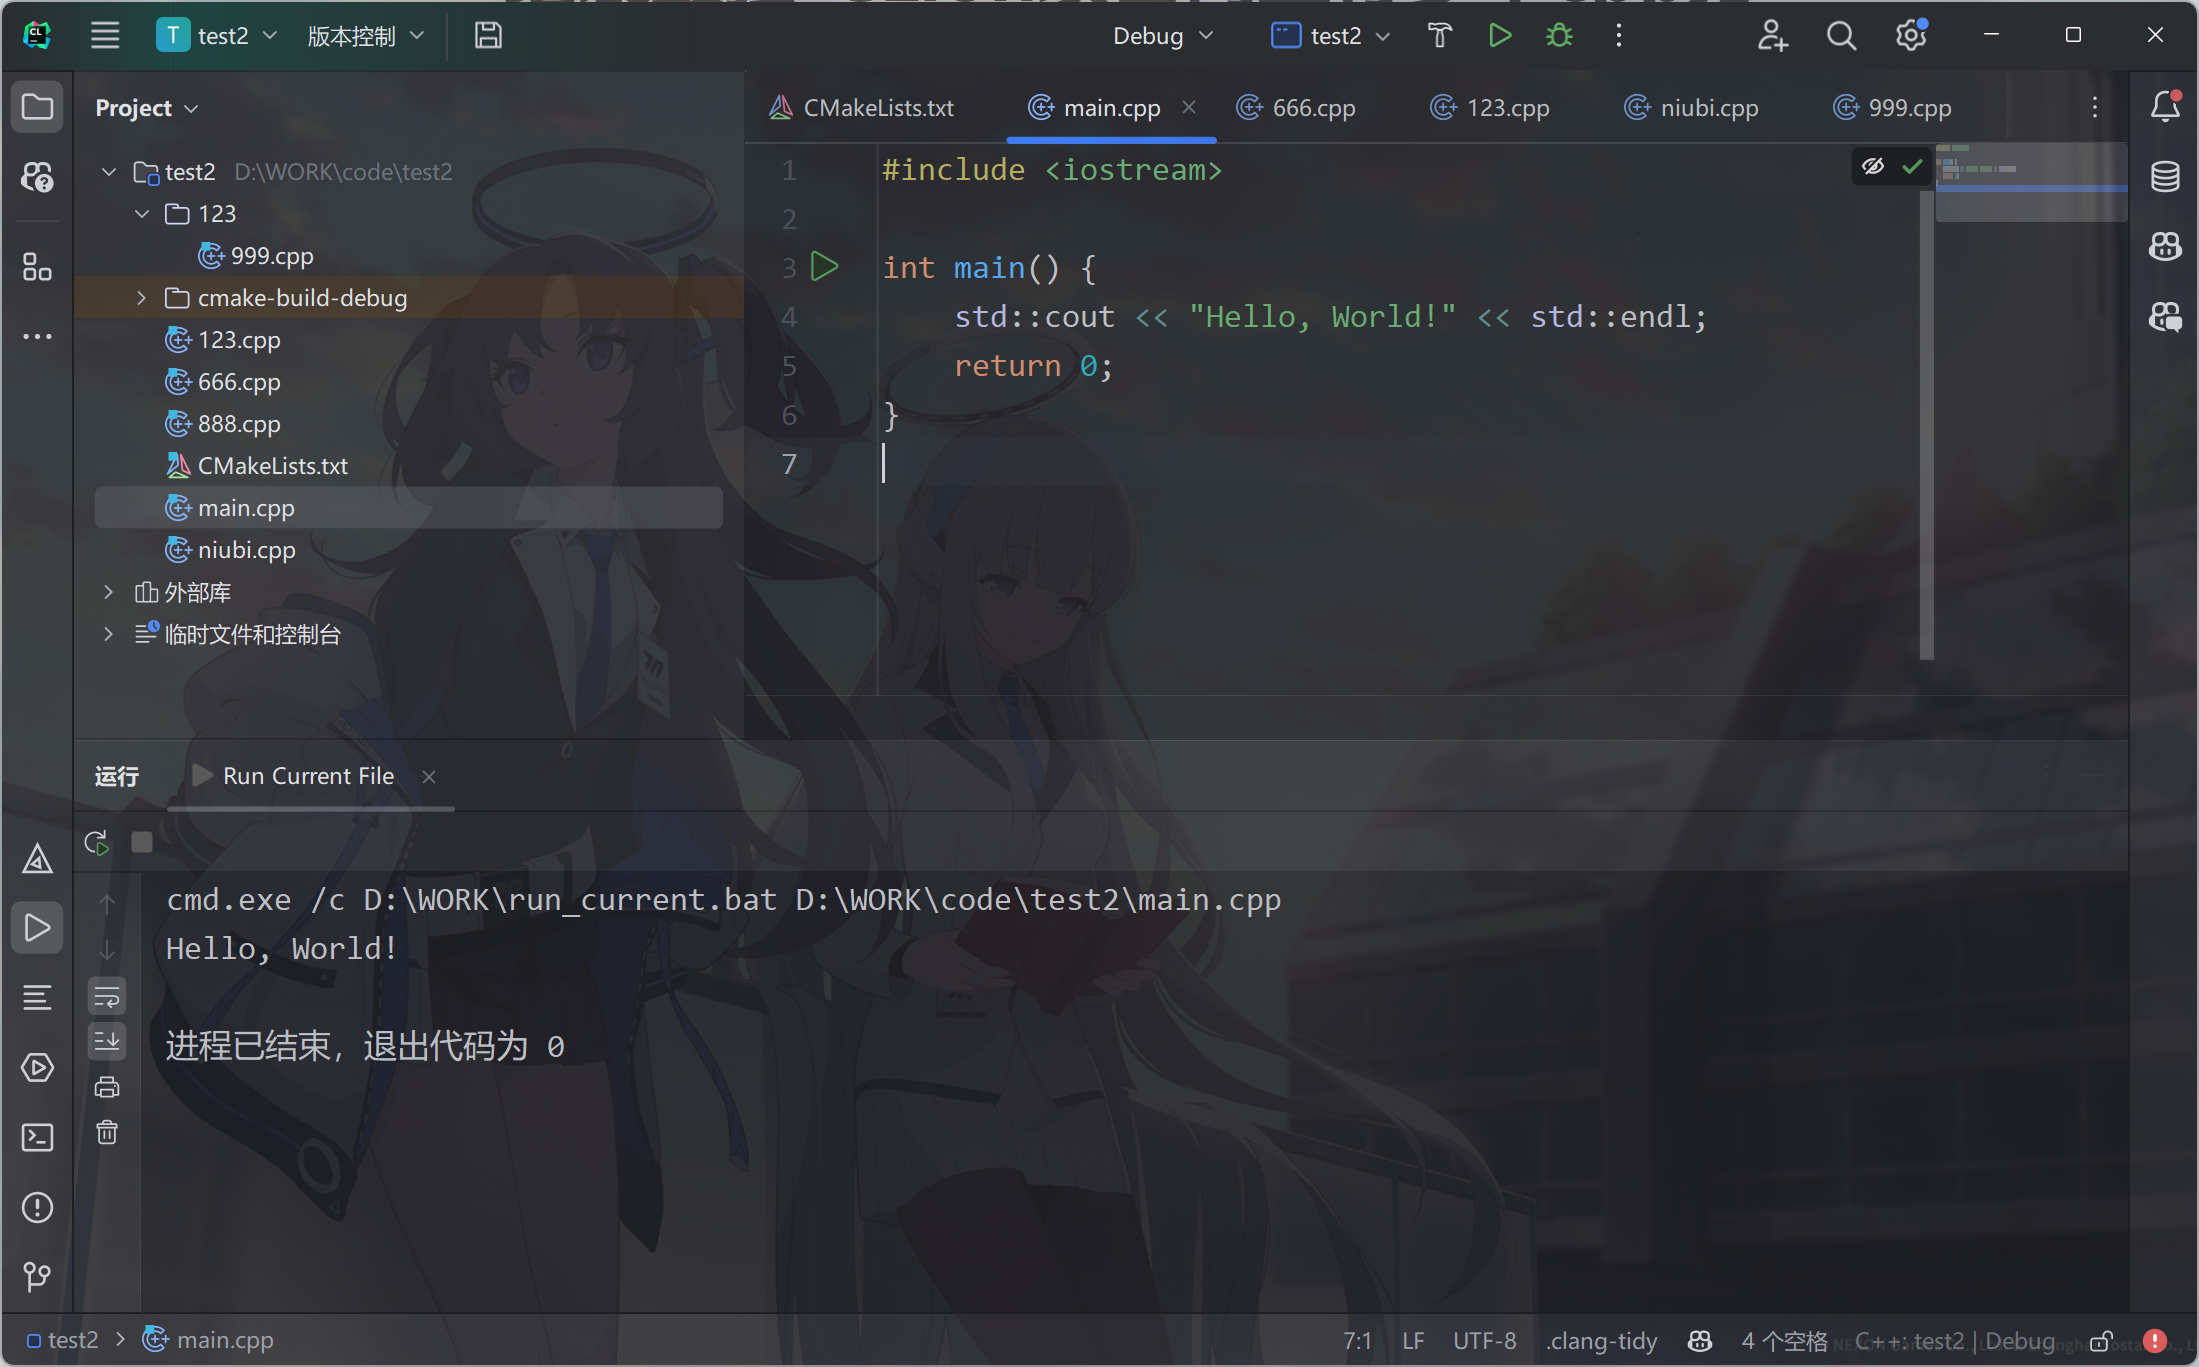 T test2 版本控制 Debug test2
Project
CMakeLists.txt main.cpp 666.cpp 123.cpp niubi.cpp 999.cpp
test2 D:\WORK\code\test2
123
999.cpp
cmake-build-debug
123.cpp
666.cpp
888.cpp
CMakeLists.txt
main.cpp
niubi.cpp
外部库
临时文件和控制台
1 #include <iostream>
2
3 int main() {
4 std::cout << "Hello, World!" << std::endl;
5 return 0;
6 }
7
运行 Run Current File
cmd.exe /c D:\WORK\run_current.bat D:\WORK\code\test2\main.cpp
Hello, World!
进程已结束，退出代码为 0
test2 > main.cpp 7:1 LF UTF-8 .clang-tidy 4 个空格 C++: test2 | Debug